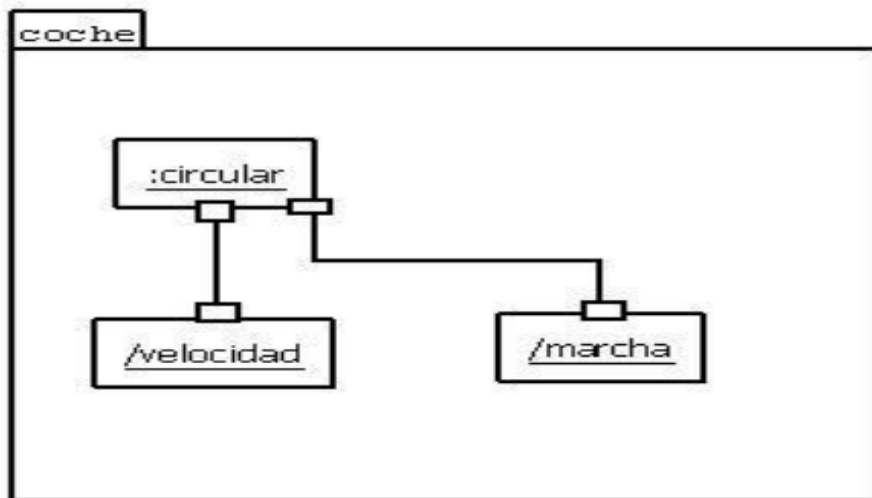 coche
:circular
/velocidad
/marcha